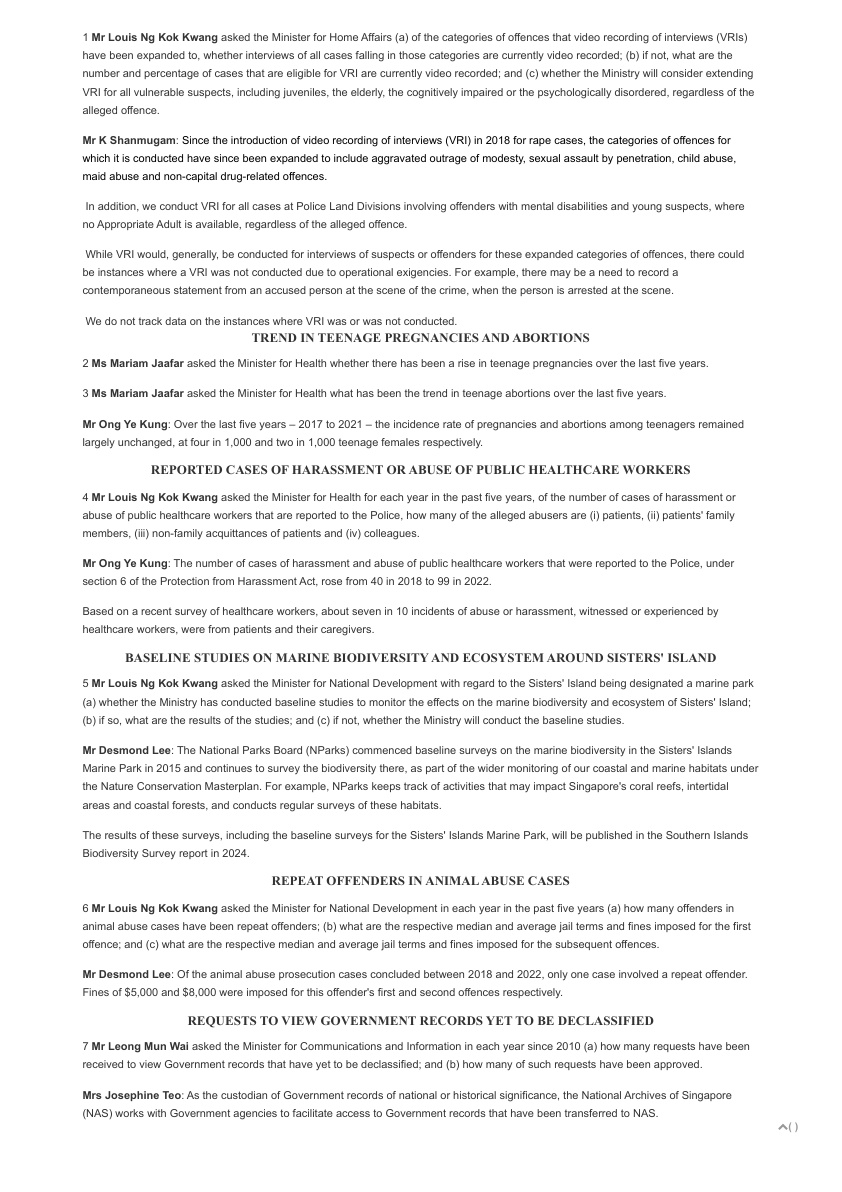 1 Mr Louis Ng Kok Kwang asked the Minister for Home Affairs (a) of the categories of offences that video recording of interviews (VRIs)
have been expanded to, whether interviews of all cases falling in those categories are currently video recorded; (b) if not, what are the
number and percentage of cases that are eligible for VRI are currently video recorded; and (c) whether the Ministry will consider extending
VRI for all vulnerable suspects, including juveniles, the elderly, the cognitively impaired or the psychologically disordered, regardless of the
alleged offence.
Mr K Shanmugam: Since the introduction of video recording of interviews (VRI) in 2018 for rape cases, the categories of offences for
which it is conducted have since been expanded to include aggravated outrage of modesty, sexual assault by penetration, child abuse,
maid abuse and non-capital drug-related offences.
In addition, we conduct VRI for all cases at Police Land Divisions involving offenders with mental disabilities and young suspects, where
no Appropriate Adult is available, regardless of the alleged offence.
While VRI would, generally, be conducted for interviews of suspects or offenders for these expanded categories of offences, there could
be instances where a VRI was not conducted due to operational exigencies. For example, there may be a need to record a
contemporaneous statement from an accused person at the scene of the crime, when the person is arrested at the scene.
We do not track data on the instances where VRI was or was not conducted.
TREND IN TEENAGE PREGNANCIES AND ABORTIONS
2 Ms Mariam Jaafar asked the Minister for Health whether there has been a rise in teenage pregnancies over the last five years.
3 Ms Mariam Jaafar asked the Minister for Health what has been the trend in teenage abortions over the last five years.
Mr Ong Ye Kung: Over the last five years – 2017 to 2021 – the incidence rate of pregnancies and abortions among teenagers remained
largely unchanged, at four in 1,000 and two in 1,000 teenage females respectively.
REPORTED CASES OF HARASSMENT OR ABUSE OF PUBLIC HEALTHCARE WORKERS
4 Mr Louis Ng Kok Kwang asked the Minister for Health for each year in the past five years, of the number of cases of harassment or
abuse of public healthcare workers that are reported to the Police, how many of the alleged abusers are (i) patients, (ii) patients' family
members, (iii) non-family acquittances of patients and (iv) colleagues.
Mr Ong Ye Kung: The number of cases of harassment and abuse of public healthcare workers that were reported to the Police, under
section 6 of the Protection from Harassment Act, rose from 40 in 2018 to 99 in 2022.
Based on a recent survey of healthcare workers, about seven in 10 incidents of abuse or harassment, witnessed or experienced by
healthcare workers, were from patients and their caregivers.
BASELINE STUDIES ON MARINE BIODIVERSITY AND ECOSYSTEM AROUND SISTERS' ISLAND
5 Mr Louis Ng Kok Kwang asked the Minister for National Development with regard to the Sisters' Island being designated a marine park
(a) whether the Ministry has conducted baseline studies to monitor the effects on the marine biodiversity and ecosystem of Sisters' Island;
(b) if so, what are the results of the studies; and (c) if not, whether the Ministry will conduct the baseline studies.
Mr Desmond Lee: The National Parks Board (NParks) commenced baseline surveys on the marine biodiversity in the Sisters' Islands
Marine Park in 2015 and continues to survey the biodiversity there, as part of the wider monitoring of our coastal and marine habitats under
the Nature Conservation Masterplan. For example, NParks keeps track of activities that may impact Singapore's coral reefs, intertidal
areas and coastal forests, and conducts regular surveys of these habitats.
The results of these surveys, including the baseline surveys for the Sisters' Islands Marine Park, will be published in the Southern Islands
Biodiversity Survey report in 2024.
REPEAT OFFENDERS IN ANIMAL ABUSE CASES
6 Mr Louis Ng Kok Kwang asked the Minister for National Development in each year in the past five years (a) how many offenders in
animal abuse cases have been repeat offenders; (b) what are the respective median and average jail terms and fines imposed for the first
offence; and (c) what are the respective median and average jail terms and fines imposed for the subsequent offences.
Mr Desmond Lee: Of the animal abuse prosecution cases concluded between 2018 and 2022, only one case involved a repeat offender.
Fines of $5,000 and $8,000 were imposed for this offender's first and second offences respectively.
REQUESTS TO VIEW GOVERNMENT RECORDS YET TO BE DECLASSIFIED
7 Mr Leong Mun Wai asked the Minister for Communications and Information in each year since 2010 (a) how many requests have been
received to view Government records that have yet to be declassified; and (b) how many of such requests have been approved.
Mrs Josephine Teo: As the custodian of Government records of national or historical significance, the National Archives of Singapore
(NAS) works with Government agencies to facilitate access to Government records that have been transferred to NAS.
( )